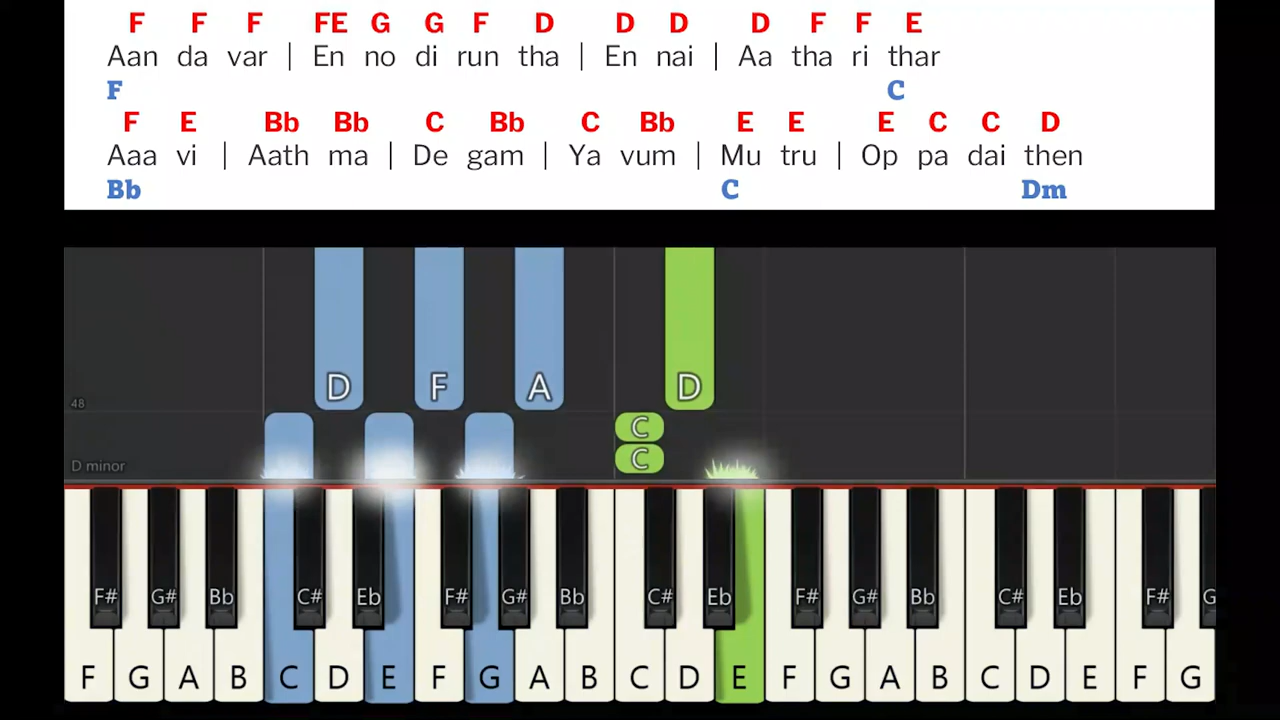 F F F FE G G F D D D D F F E
Aan da var | En no di run tha | En nai | Aa tha ri thar
F C
F E Bb Bb C Bb C Bb E E E C C D
Aaa vi | Aath ma | De gam | Ya vum | Mu tru | Op pa dai then
Bb C Dm
D F A D
48
C
C
D minor
F# G# Bb C# Eb F# G# Bb C# Eb F# G# Bb C# Eb F# G
F G A B C D E F G A B C D E F G A B C D E F G